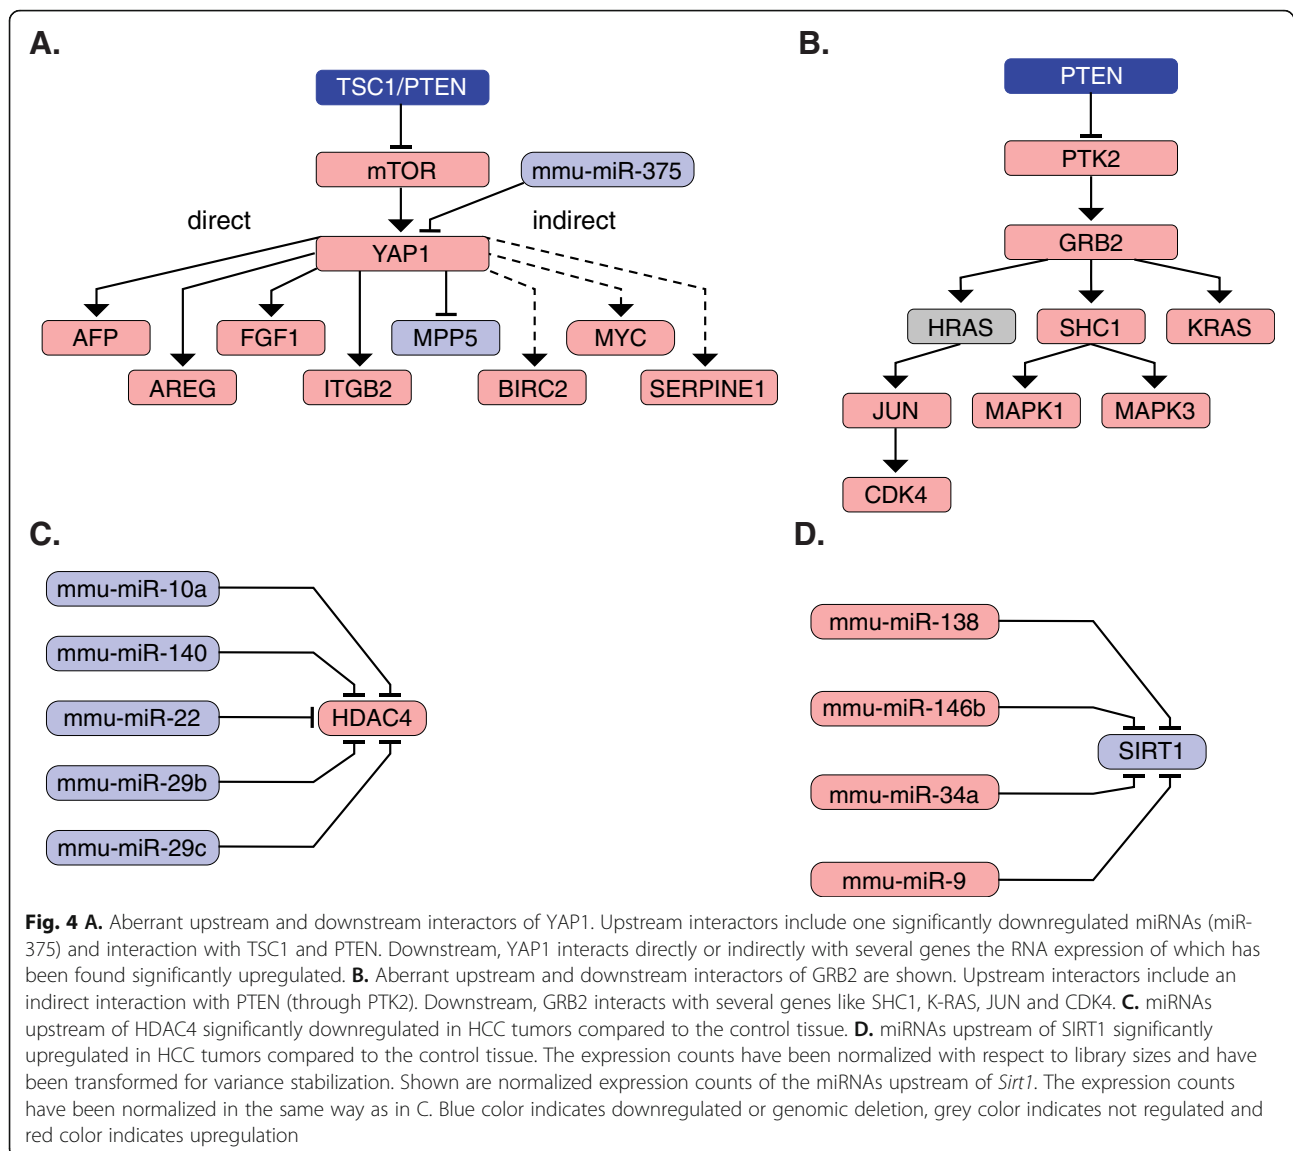 A.
TSC1/PTEN
mTOR
mmu-miR-375
direct
indirect
YAP1
AFP
FGF1
MPP5
MYC
AREG
ITGB2
BIRC2
SERPINE1
B.
PTEN
PTK2
GRB2
HRAS
SHC1
KRAS
JUN
MAPK1
MAPK3
CDK4
C.
mmu-miR-10a
mmu-miR-140
mmu-miR-22
HDAC4
mmu-miR-29b
mmu-miR-29c
D.
mmu-miR-138
mmu-miR-146b
SIRT1
mmu-miR-34a
mmu-miR-9
Fig. 4 A. Aberrant upstream and downstream interactors of YAP1. Upstream interactors include one significantly downregulated miRNAs (miR-
375) and interaction with TSC1 and PTEN. Downstream, YAP1 interacts directly or indirectly with several genes the RNA expression of which has
been found significantly upregulated. B. Aberrant upstream and downstream interactors of GRB2 are shown. Upstream interactors include an
indirect interaction with PTEN (through PTK2). Downstream, GRB2 interacts with several genes like SHC1, K-RAS, JUN and CDK4. C. miRNAs
upstream of HDAC4 significantly downregulated in HCC tumors compared to the control tissue. D. miRNAs upstream of SIRT1 significantly
upregulated in HCC tumors compared to the control tissue. The expression counts have been normalized with respect to library sizes and have
been transformed for variance stabilization. Shown are normalized expression counts of the miRNAs upstream of Sirt1. The expression counts
have been normalized in the same way as in C. Blue color indicates downregulated or genomic deletion, grey color indicates not regulated and
red color indicates upregulation